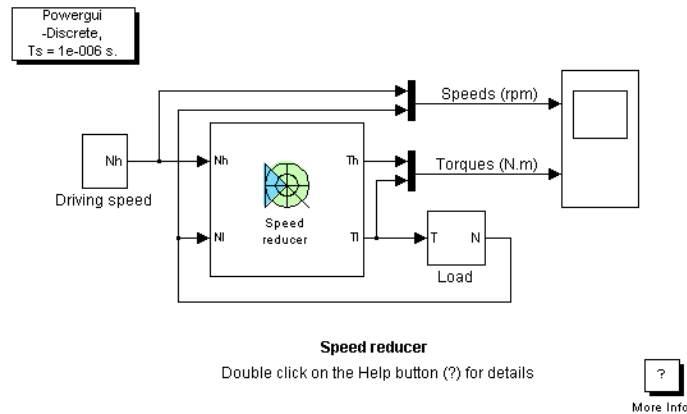 Powergui
-Discrete,
Ts = 1e-006 s.
Speeds (rpm)
Nh
Driving speed
Nh
Th
Torques (N.m)
Speed
reducer
Nl
Tl
T
N
Load
Speed reducer
Double click on the Help button (?) for details
?
More Info